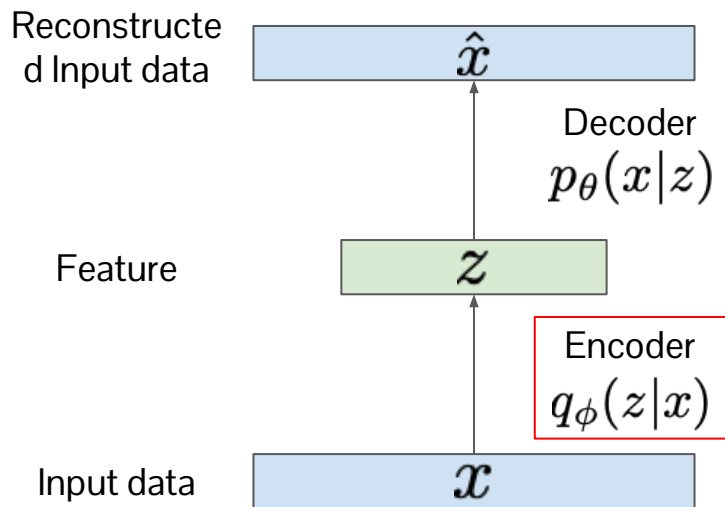 Reconstructe
d Input data
x̂
Decoder
pθ(x|z)
Feature
z
Encoder
qϕ(z|x)
Input data
x